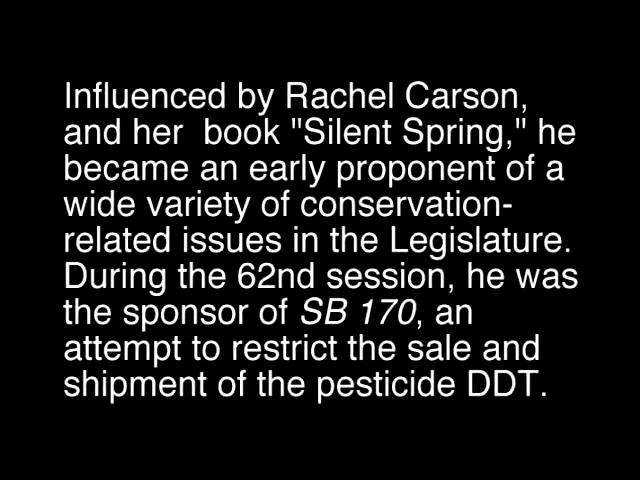 Influenced by Rachel Carson,
and her  book "Silent Spring," he
became an early proponent of a
wide variety of conservation-
related issues in the Legislature.
During the 62nd session, he was
the sponsor of SB 170, an
attempt to restrict the sale and
shipment of the pesticide DDT.